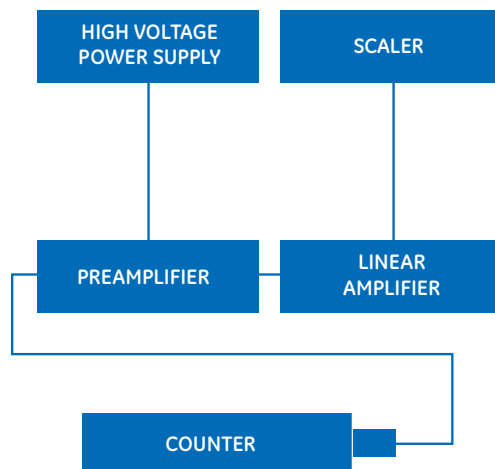 HIGH VOLTAGE
POWER SUPPLY
SCALER
PREAMPLIFIER
LINEAR
AMPLIFIER
COUNTER